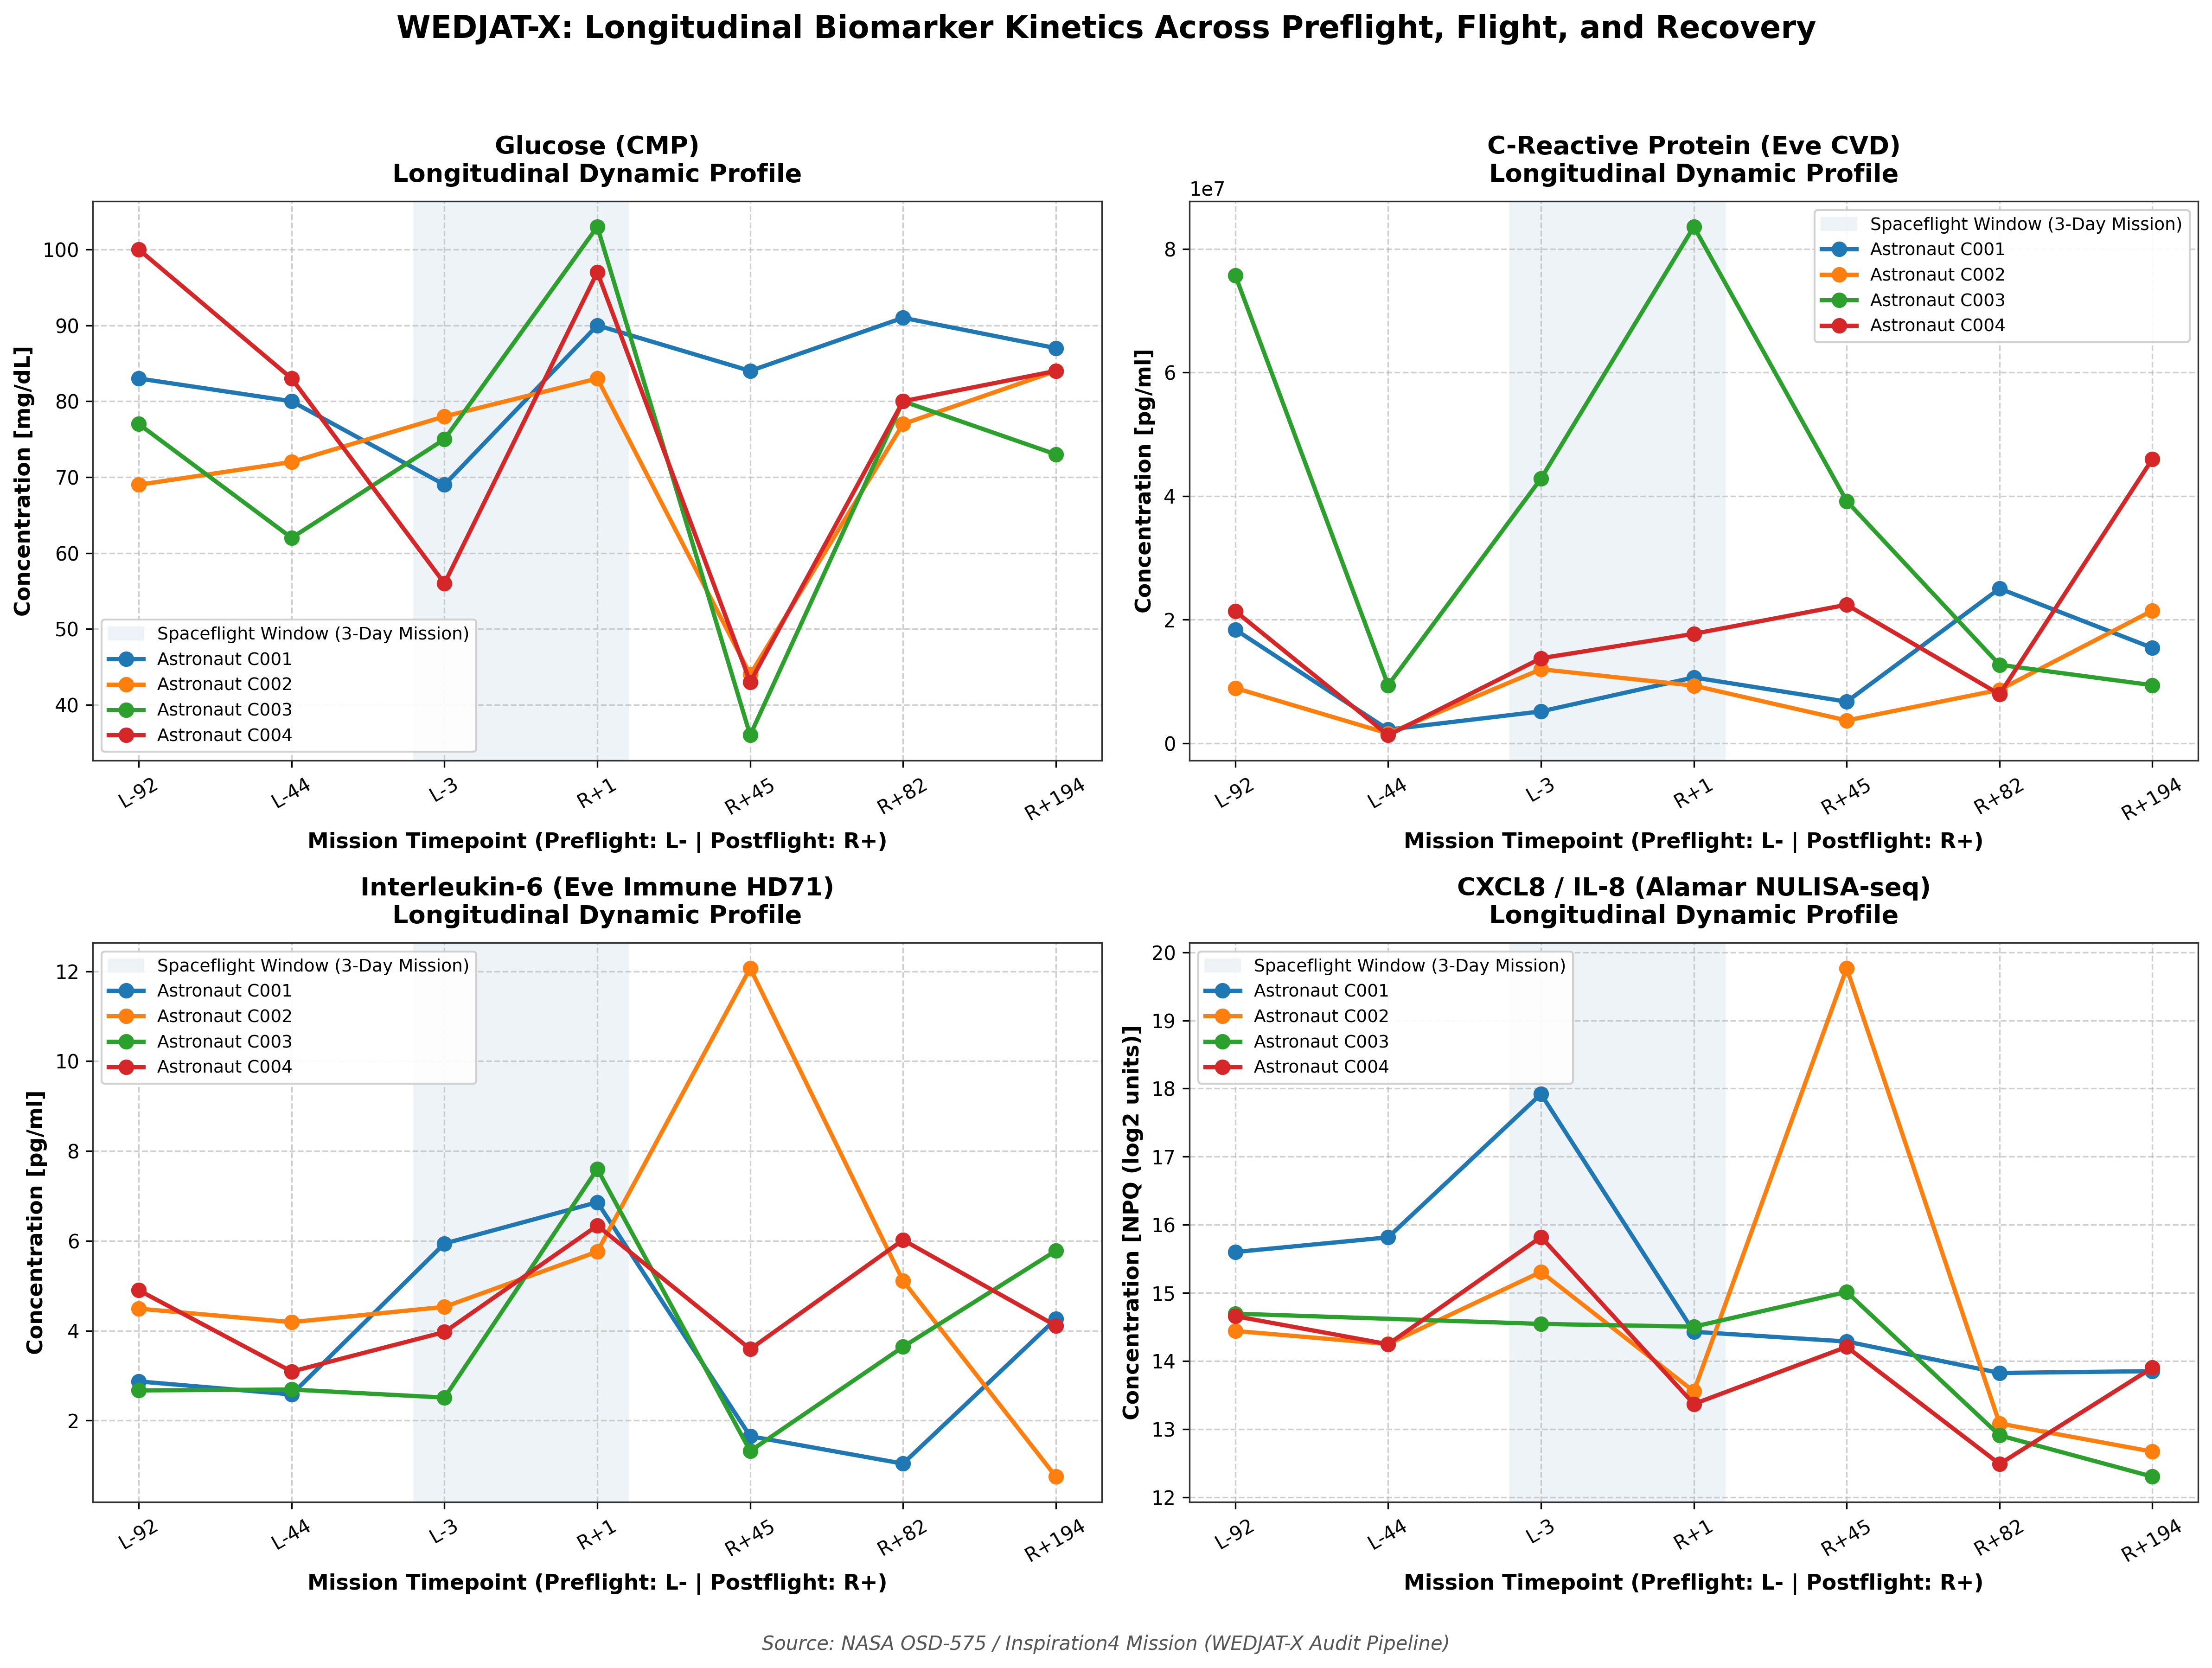 WEDJAT-X: Longitudinal Biomarker Kinetics Across Preflight, Flight, and Recovery
Glucose (CMP)
Longitudinal Dynamic Profile
Concentration [mg/dL]
100
90
80
70
60
50
40
Spaceflight Window (3-Day Mission)
Astronaut C001
Astronaut C002
Astronaut C003
Astronaut C004
L-92
L-44
L-3
R+1
R+45
R+82
R+194
Mission Timepoint (Preflight: L- | Postflight: R+)
C-Reactive Protein (Eve CVD)
Longitudinal Dynamic Profile
1e7
Concentration [pg/ml]
8
6
4
2
0
Spaceflight Window (3-Day Mission)
Astronaut C001
Astronaut C002
Astronaut C003
Astronaut C004
L-92
L-44
L-3
R+1
R+45
R+82
R+194
Mission Timepoint (Preflight: L- | Postflight: R+)
Interleukin-6 (Eve Immune HD71)
Longitudinal Dynamic Profile
Concentration [pg/ml]
12
10
8
6
4
2
Spaceflight Window (3-Day Mission)
Astronaut C001
Astronaut C002
Astronaut C003
Astronaut C004
L-92
L-44
L-3
R+1
R+45
R+82
R+194
Mission Timepoint (Preflight: L- | Postflight: R+)
CXCL8 / IL-8 (Alamar NULISA-seq)
Longitudinal Dynamic Profile
Concentration [NPQ (log2 units)]
20
19
18
17
16
15
14
13
12
Spaceflight Window (3-Day Mission)
Astronaut C001
Astronaut C002
Astronaut C003
Astronaut C004
L-92
L-44
L-3
R+1
R+45
R+82
R+194
Mission Timepoint (Preflight: L- | Postflight: R+)
Source: NASA OSD-575 / Inspiration4 Mission (WEDJAT-X Audit Pipeline)